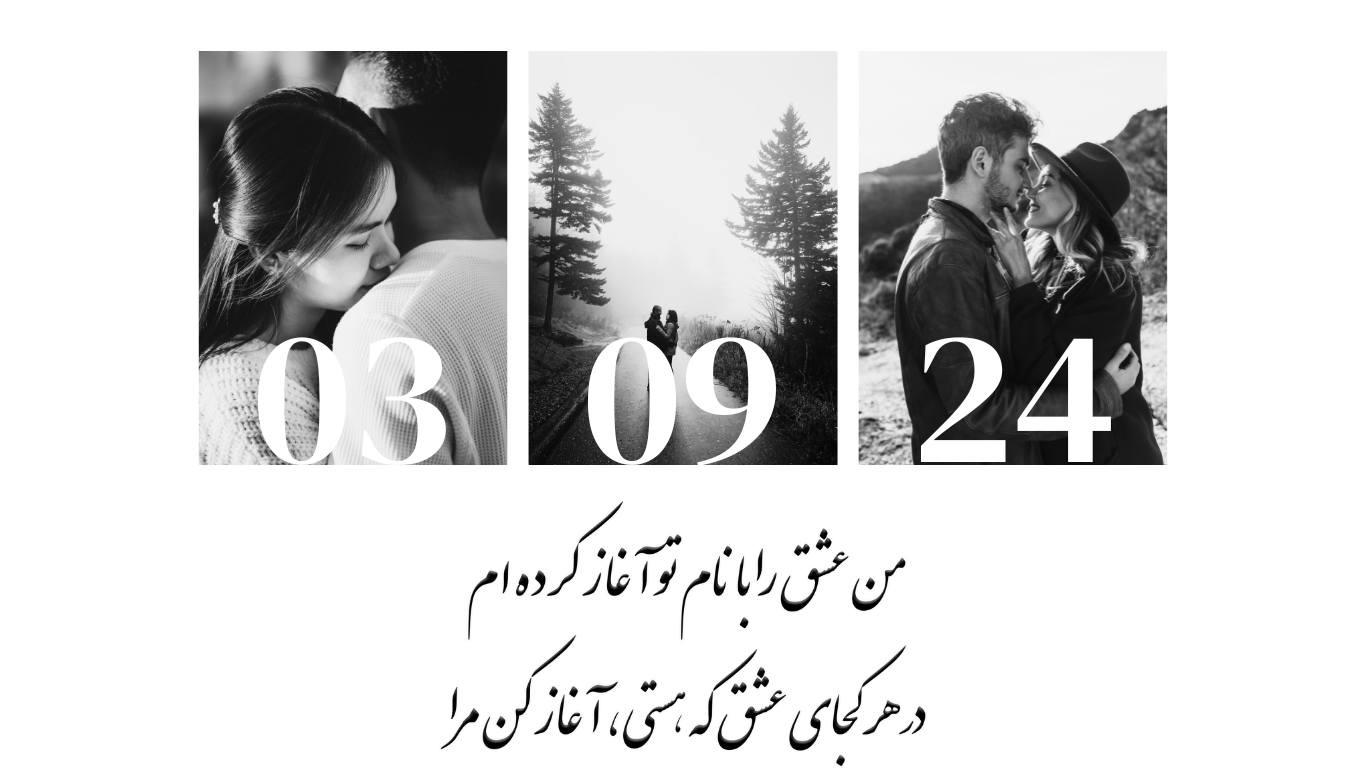 03 09 24
من عشق را با نام تو آغاز کرده ام
در هر کجای عشق که هستی، آغاز کن مرا